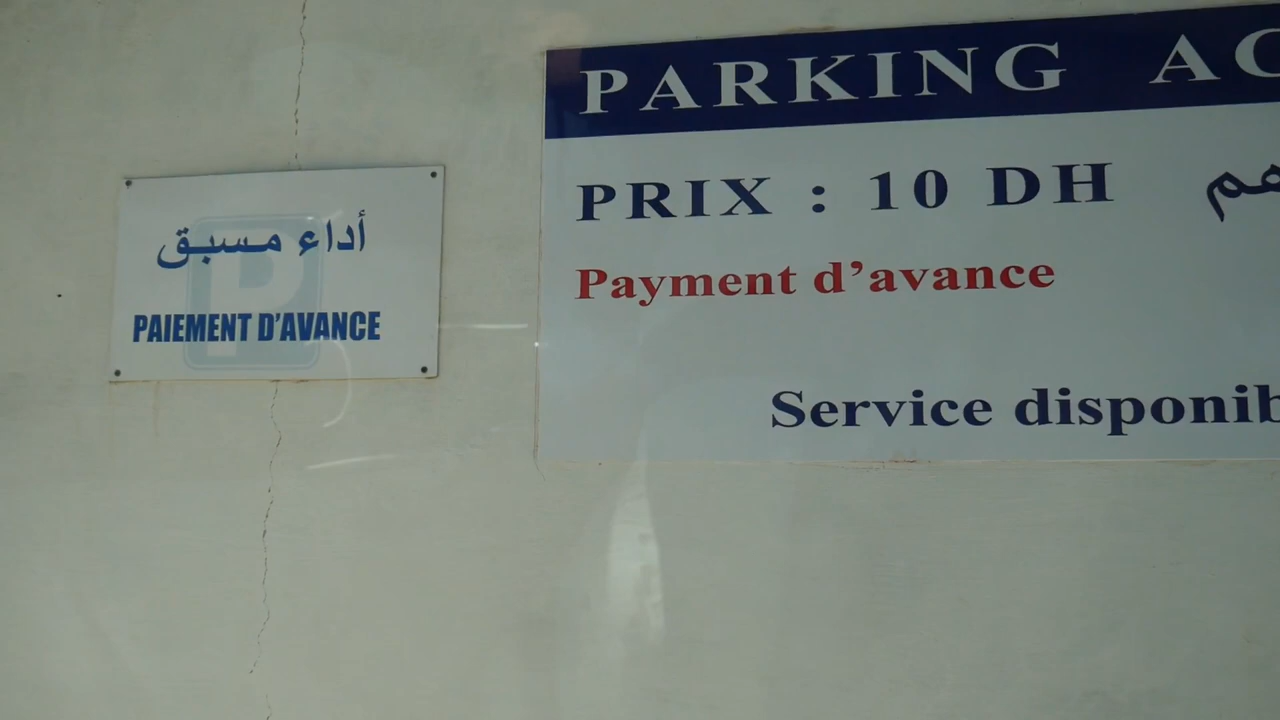 أداء مسبق
PAIEMENT D'AVANCE
PARKING
PRIX : 10 DH
Payment d'avance
Service